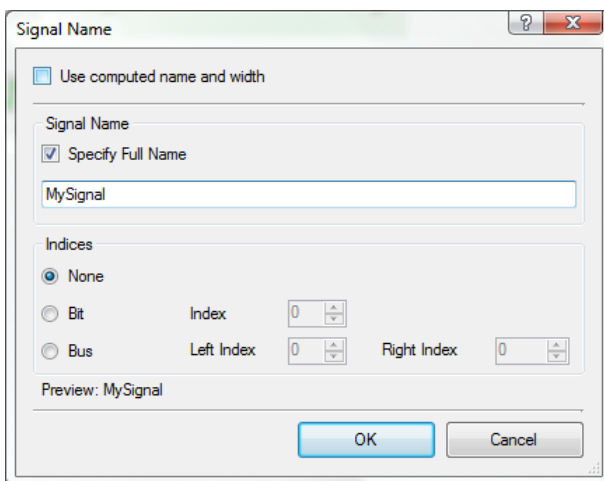 Signal Name
Use computed name and width
Signal Name
Specify Full Name
MySignal
Indices
None
Bit Index 0
Bus Left Index 0 Right Index 0
Preview: MySignal
OK Cancel